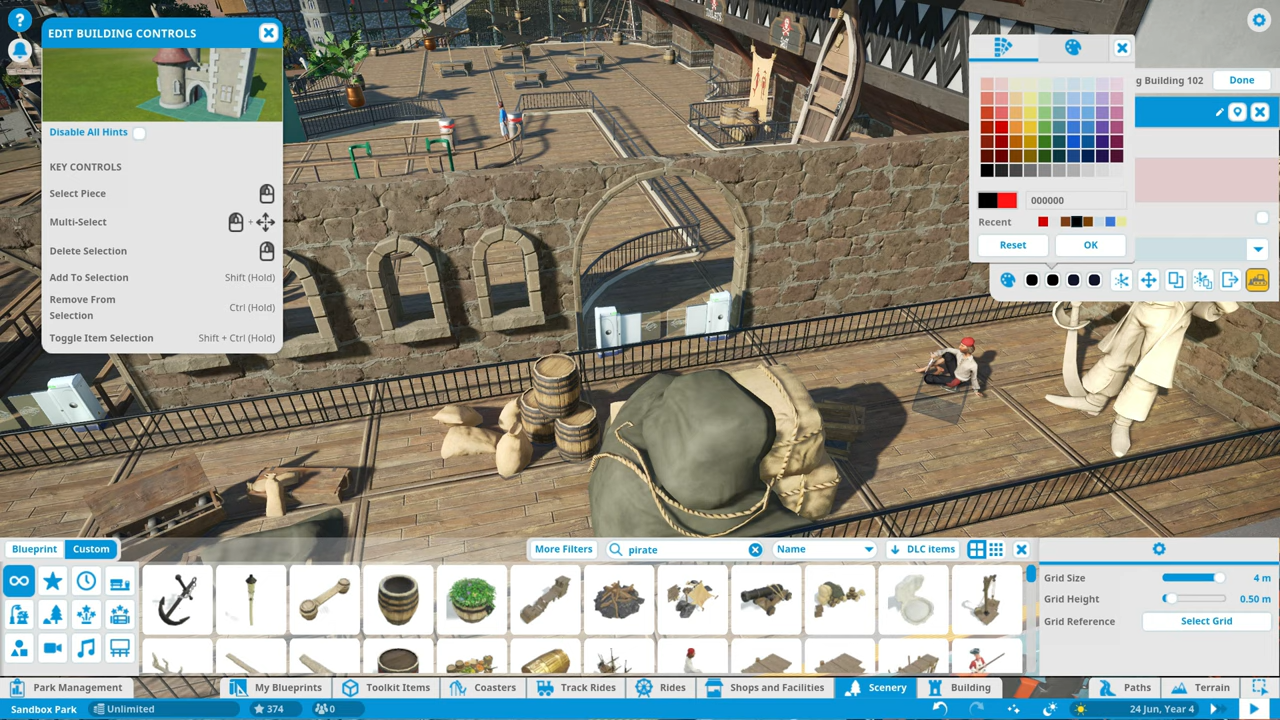 EDIT BUILDING CONTROLS
Disable All Hints
KEY CONTROLS
Select Piece
Multi-Select
+
Delete Selection
Add To Selection Shift (Hold)
Remove From
Selection Ctrl (Hold)
Toggle Item Selection Shift + Ctrl (Hold)
g Building 102 Done
000000
Recent
Reset OK
Blueprint Custom More Filters pirate Name DLC items
Grid Size 4 m
Grid Height 0.50 m
Grid Reference Select Grid
Park Management My Blueprints Toolkit Items Coasters Track Rides Rides Shops and Facilities Scenery Building Paths Terrain
Sandbox Park Unlimited 374 0 24 Jun, Year 4